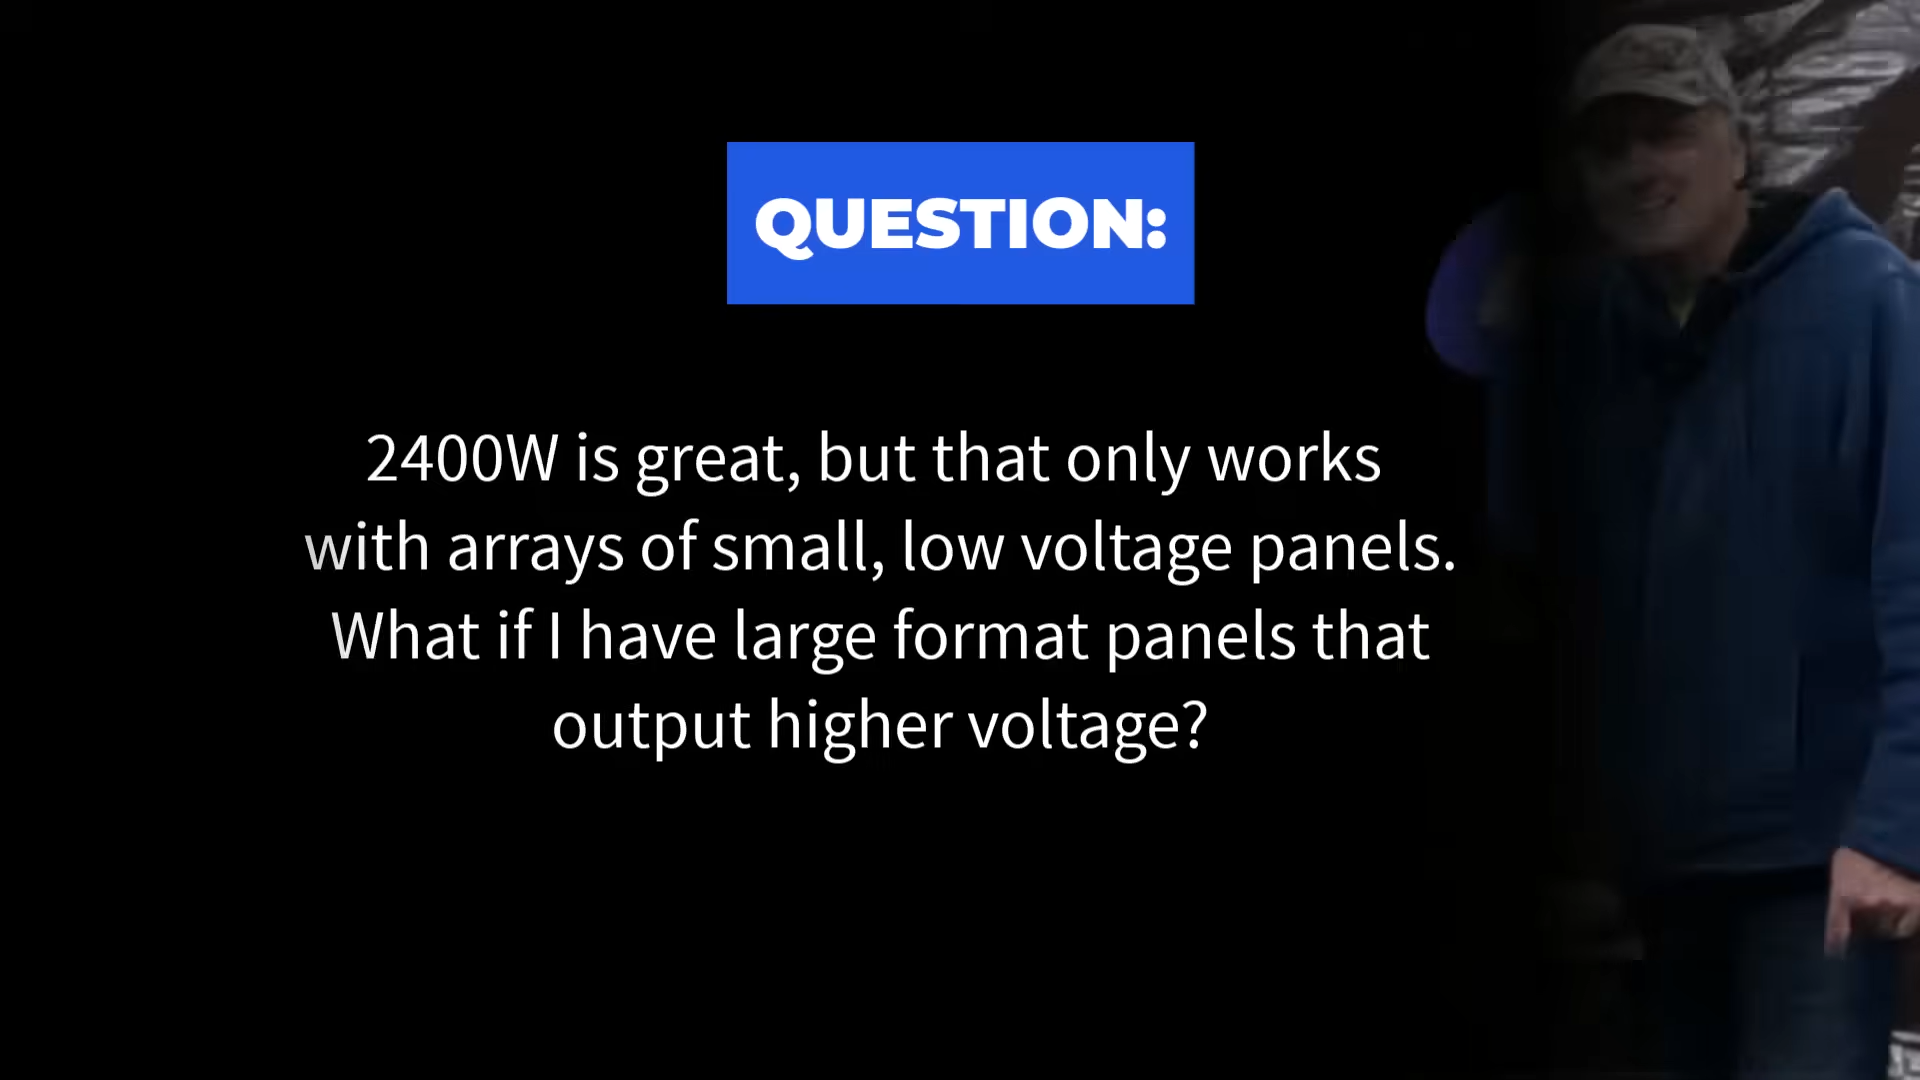 QUESTION:
2400W is great, but that only works
with arrays of small, low voltage panels.
What if I have large format panels that
output higher voltage?